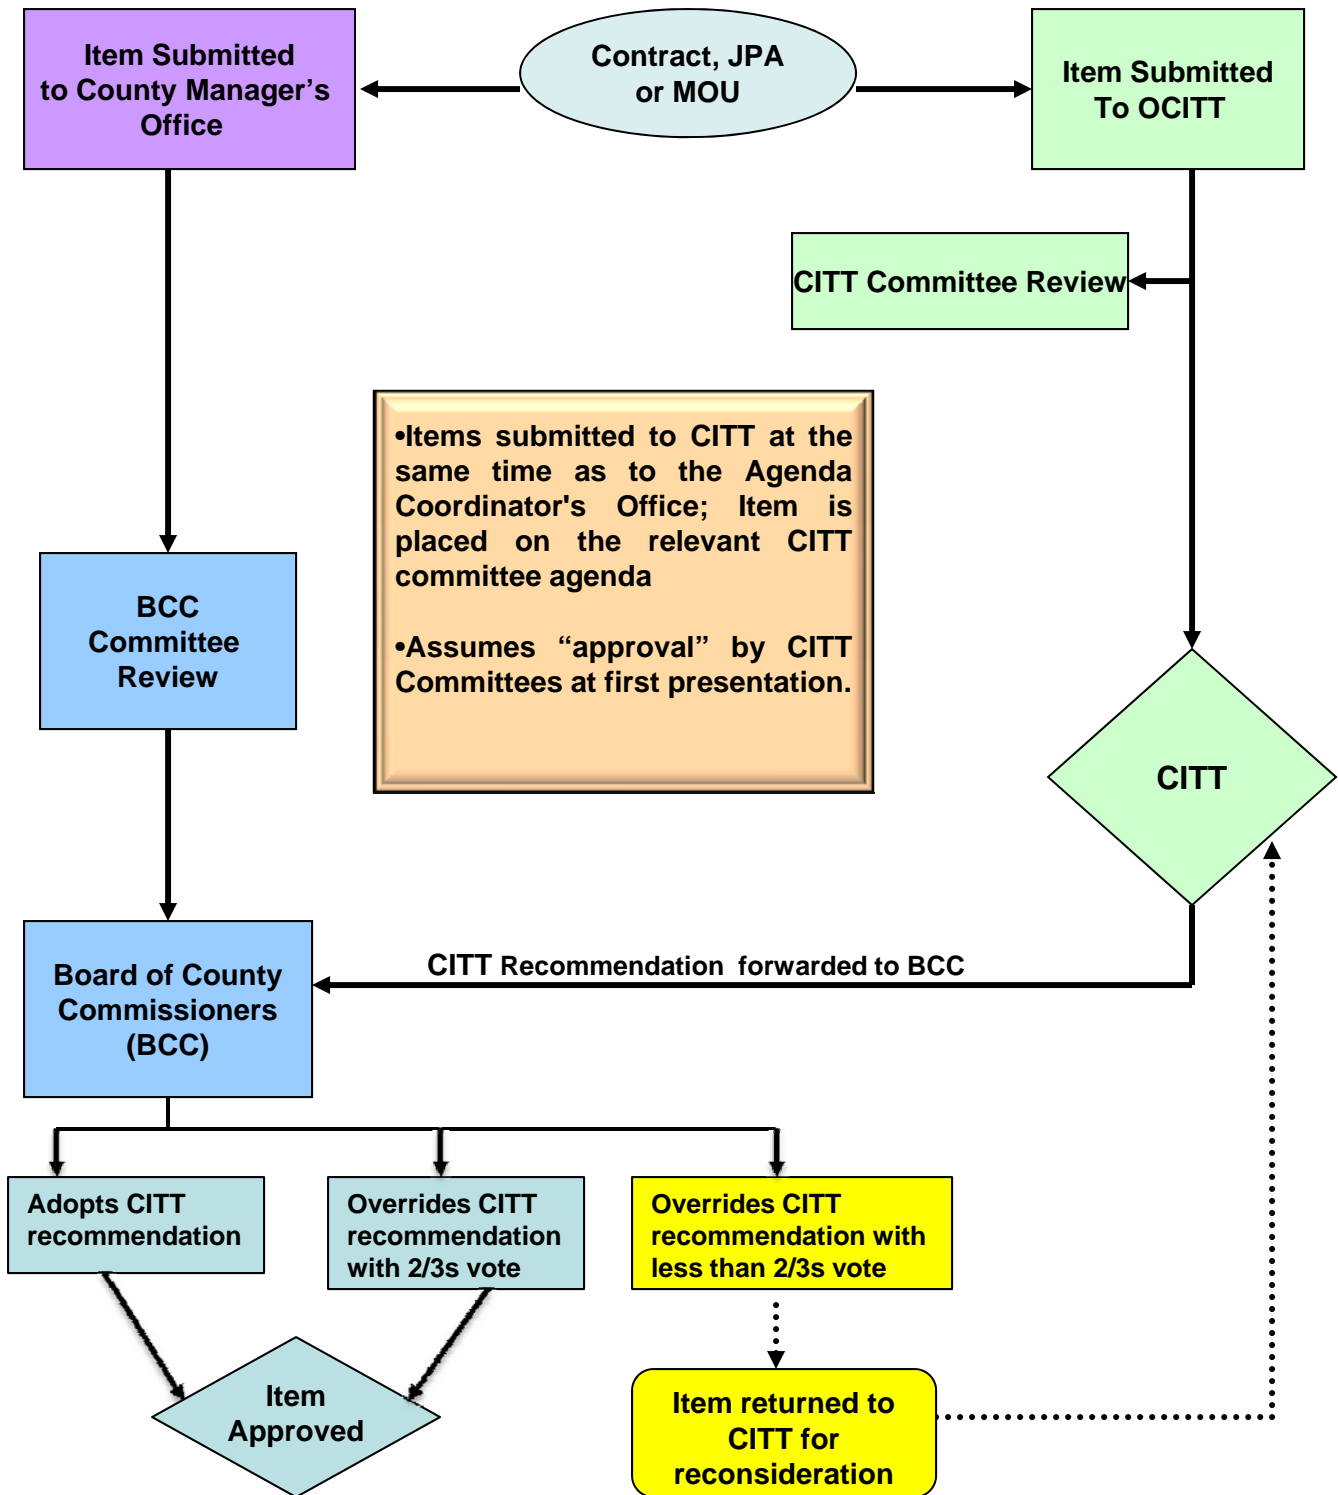 Item Submitted
to County Manager's
Office
Contract, JPA
or MOU
Item Submitted
To OCITT
CITT Committee Review
•Items submitted to CITT at the
same time as to the Agenda
Coordinator's Office; Item is
placed on the relevant CITT
committee agenda
•Assumes “approval” by CITT
Committees at first presentation.
BCC
Committee
Review
CITT
CITT Recommendation forwarded to BCC
Board of County
Commissioners
(BCC)
Adopts CITT
recommendation
Overrides CITT
recommendation
with 2/3s vote
Overrides CITT
recommendation with
less than 2/3s vote
Item
Approved
Item returned to
CITT for
reconsideration